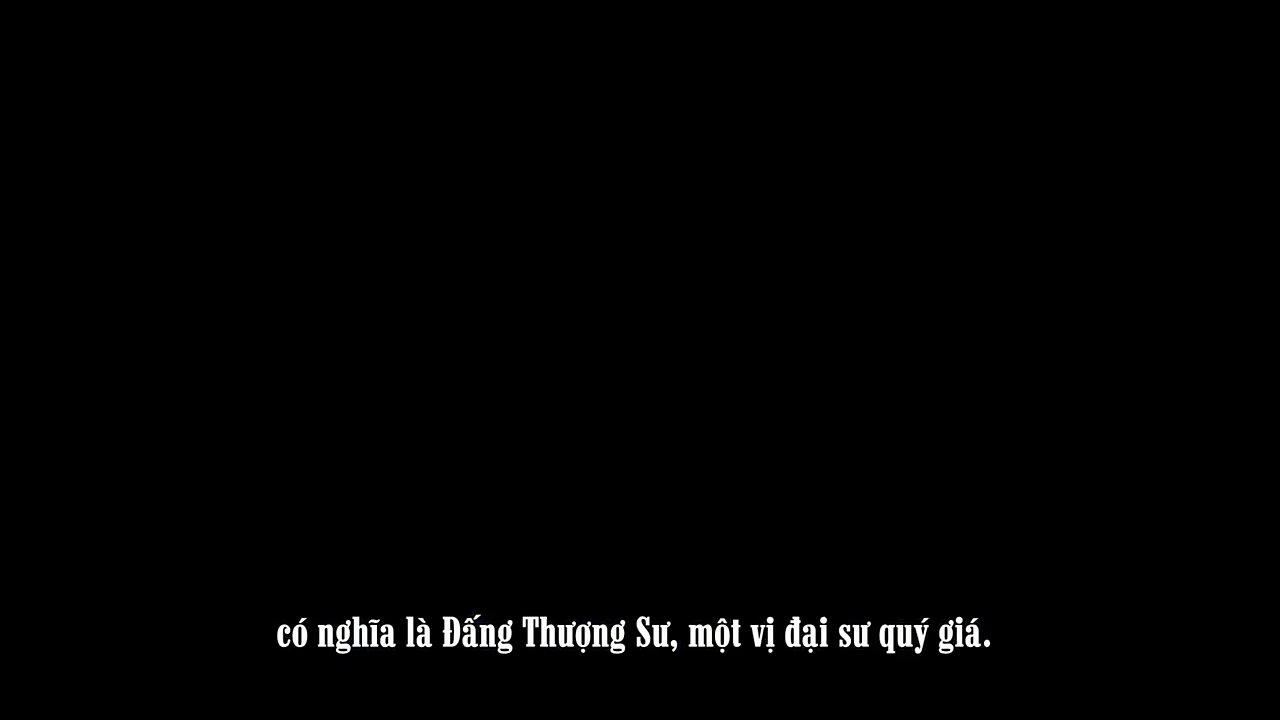 có nghĩa là Đấng Thượng Sư, một vị đại sư quý giá.